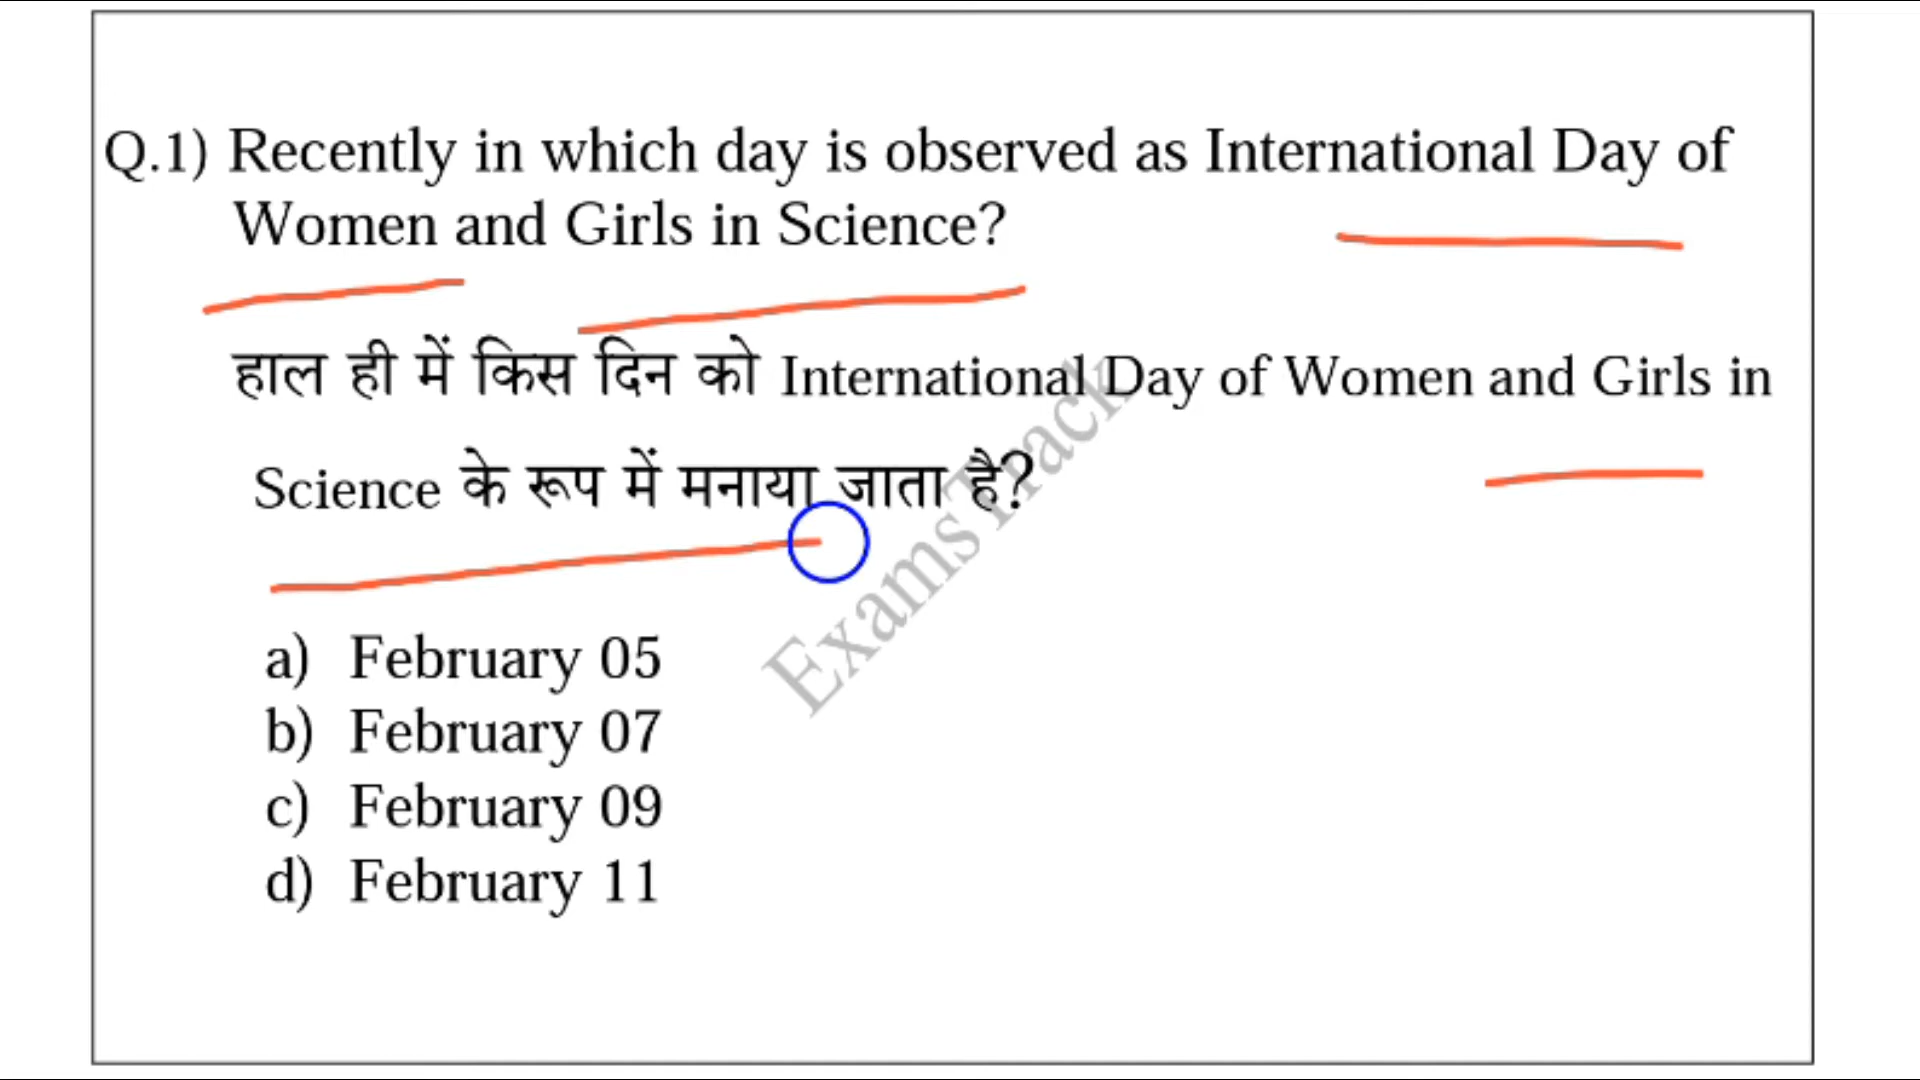 Q.1) Recently in which day is observed as International Day of
Women and Girls in Science?
हाल ही में किस दिन को International Day of Women and Girls in
Science के रूप में मनाया जाता है?
ExamsTrack
a) February 05
b) February 07
c) February 09
d) February 11